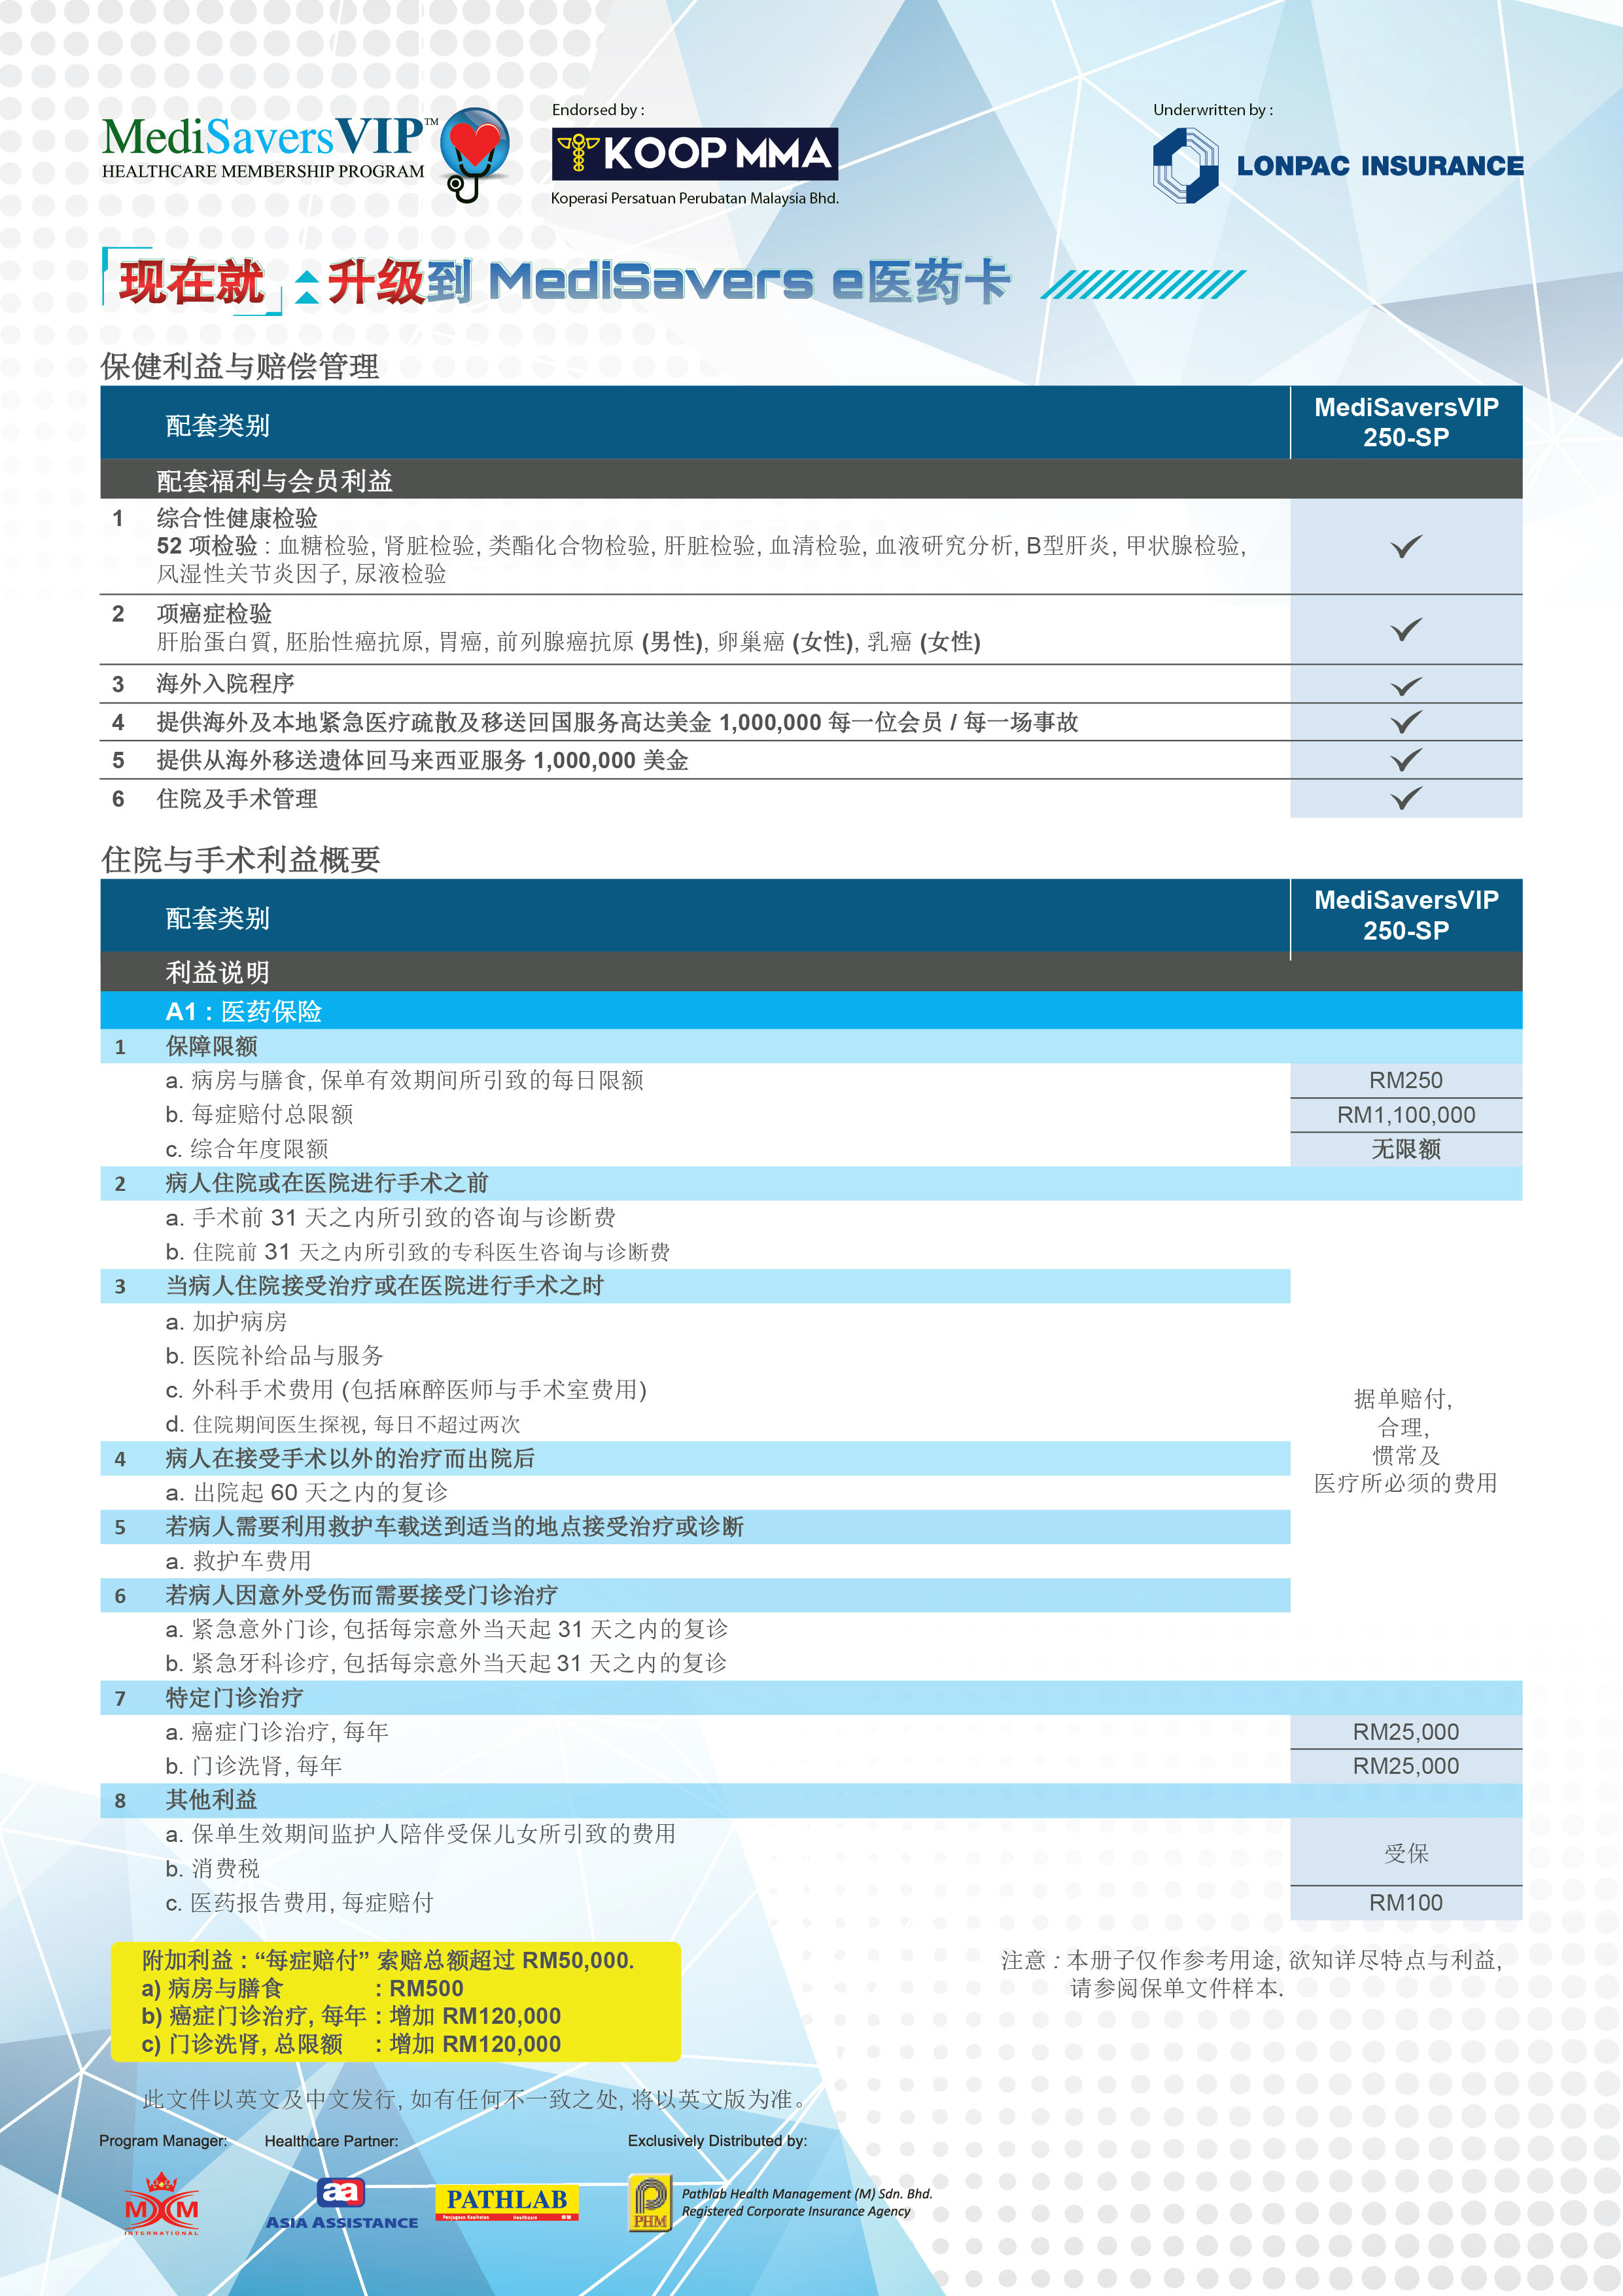 MediSaversVIP™
HEALTHCARE MEMBERSHIP PROGRAM
Endorsed by :
KOOP MMA
Koperasi Persatuan Perubatan Malaysia Bhd.
Underwritten by :
LONPAC INSURANCE
现在就 升级到 MediSavers e医药卡
保健利益与赔偿管理
配套类别
MediSaversVIP
250-SP
配套福利与会员利益
1 综合性健康检验
52 项检验 : 血糖检验, 肾脏检验, 类酯化合物检验, 肝脏检验, 血清检验, 血液研究分析, B型肝炎, 甲状腺检验,
风湿性关节炎因子, 尿液检验
2 项癌症检验
肝胎蛋白質, 胚胎性癌抗原, 胃癌, 前列腺癌抗原 (男性), 卵巢癌 (女性), 乳癌 (女性)
3 海外入院程序
4 提供海外及本地紧急医疗疏散及移送回国服务高达美金 1,000,000 每一位会员 / 每一场事故
5 提供从海外移送遗体回马来西亚服务 1,000,000 美金
6 住院及手术管理
住院与手术利益概要
配套类别
MediSaversVIP
250-SP
利益说明
A1 : 医药保险
1 保障限额
a. 病房与膳食, 保单有效期间所引致的每日限额 RM250
b. 每症赔付总限额 RM1,100,000
c. 综合年度限额 无限额
2 病人住院或在医院进行手术之前
a. 手术前 31 天之内所引致的咨询与诊断费
b. 住院前 31 天之内所引致的专科医生咨询与诊断费
3 当病人住院接受治疗或在医院进行手术之时
a. 加护病房
b. 医院补给品与服务
c. 外科手术费用 (包括麻醉医师与手术室费用)
d. 住院期间医生探视, 每日不超过两次
4 病人在接受手术以外的治疗而出院后
a. 出院起 60 天之内的复诊
5 若病人需要利用救护车载送到适当的地点接受治疗或诊断
a. 救护车费用
6 若病人因意外受伤而需要接受门诊治疗
a. 紧急意外门诊, 包括每宗意外当天起 31 天之内的复诊
b. 紧急牙科诊疗, 包括每宗意外当天起 31 天之内的复诊
据单赔付,
合理,
惯常及
医疗所必须的费用
7 特定门诊治疗
a. 癌症门诊治疗, 每年 RM25,000
b. 门诊洗肾, 每年 RM25,000
8 其他利益
a. 保单生效期间监护人陪伴受保儿女所引致的费用
b. 消费税
受保
c. 医药报告费用, 每症赔付 RM100
附加利益 : “每症赔付” 索赔总额超过 RM50,000.
a) 病房与膳食 : RM500
b) 癌症门诊治疗, 每年 : 增加 RM120,000
c) 门诊洗肾, 总限额 : 增加 RM120,000
注意 : 本册子仅作参考用途, 欲知详尽特点与利益,
请参阅保单文件样本.
此文件以英文及中文发行, 如有任何不一致之处, 将以英文版为准。
Program Manager:
Healthcare Partner:
Exclusively Distributed by:
MXM
INTERNATIONAL
aa
ASIA ASSISTANCE
PATHLAB
Penjagaan Kesihatan Healthcare 保健
PHM
Pathlab Health Management (M) Sdn. Bhd.
Registered Corporate Insurance Agency